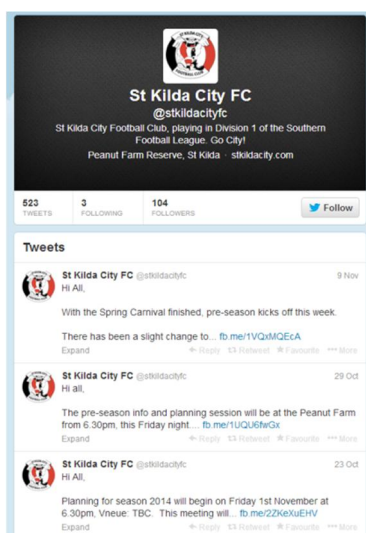 St Kilda City FC
@stkildacityfc
St Kilda City Football Club, playing in Division 1 of the Southern
Football League. Go City!
Peanut Farm Reserve, St Kilda · stkildacity.com
523 3 104
TWEETS FOLLOWING FOLLOWERS Follow
Tweets
St Kilda City FC @stkildacityfc 9 Nov
Hi All,
With the Spring Carnival finished, pre-season kicks off this week.
There has been a slight change to... fb.me/1VQxMQEcA
Expand Reply Retweet Favourite More
St Kilda City FC @stkildacityfc 29 Oct
Hi all,
The pre-season info and planning session will be at the Peanut Farm
from 6.30pm, this Friday night.... fb.me/1UQU6fwGx
Expand Reply Retweet Favourite More
St Kilda City FC @stkildacityfc 23 Oct
Hi All,
Planning for season 2014 will begin on Friday 1st November at
6.30pm, Vneue: TBC. This meeting will... fb.me/2ZKeXuEHV
Expand Reply Retweet Favourite More